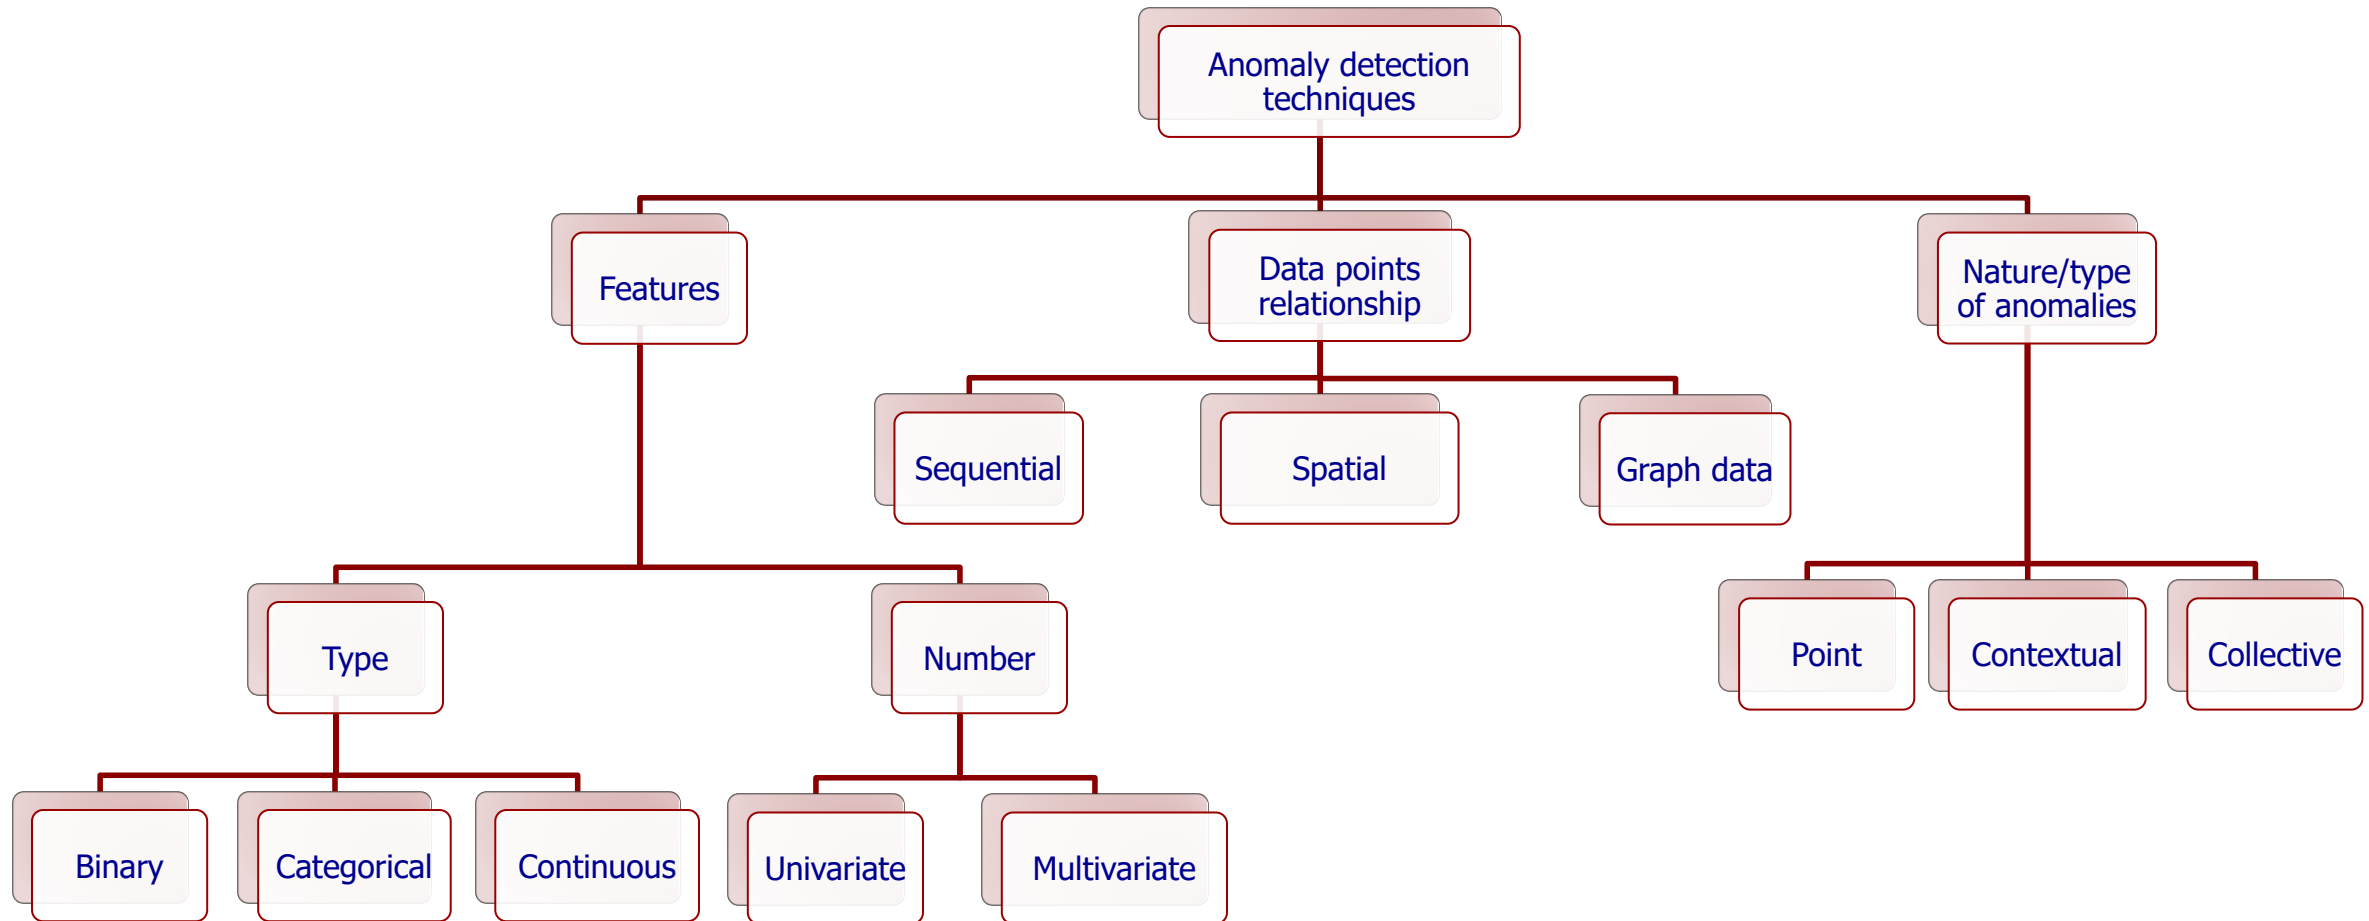 Anomaly detection
techniques
Features
Data points
relationship
Nature/type
of anomalies
Sequential
Spatial
Graph data
Type
Number
Point
Contextual
Collective
Binary
Categorical
Continuous
Univariate
Multivariate